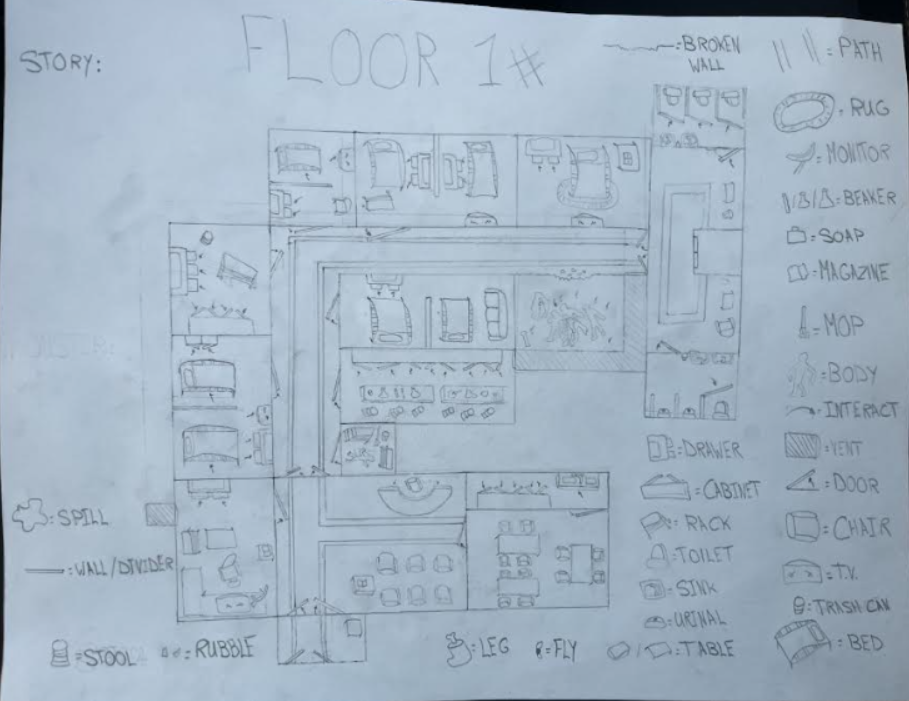 STORY:
FLOOR 1#
=BROKEN
WALL
= PATH
= RUG
= MONITOR
= BEAKER
= SOAP
= MAGAZINE
= MOP
= BODY
= INTERACT
= VENT
= DOOR
= CHAIR
= T.V.
= TRASH CAN
= BED
= DRAWER
= CABINET
= RACK
= TOILET
= SINK
= URINAL
= TABLE
= SPILL
= WALL/DIVIDER
= STOOL
= RUBBLE
= LEG
= FLY